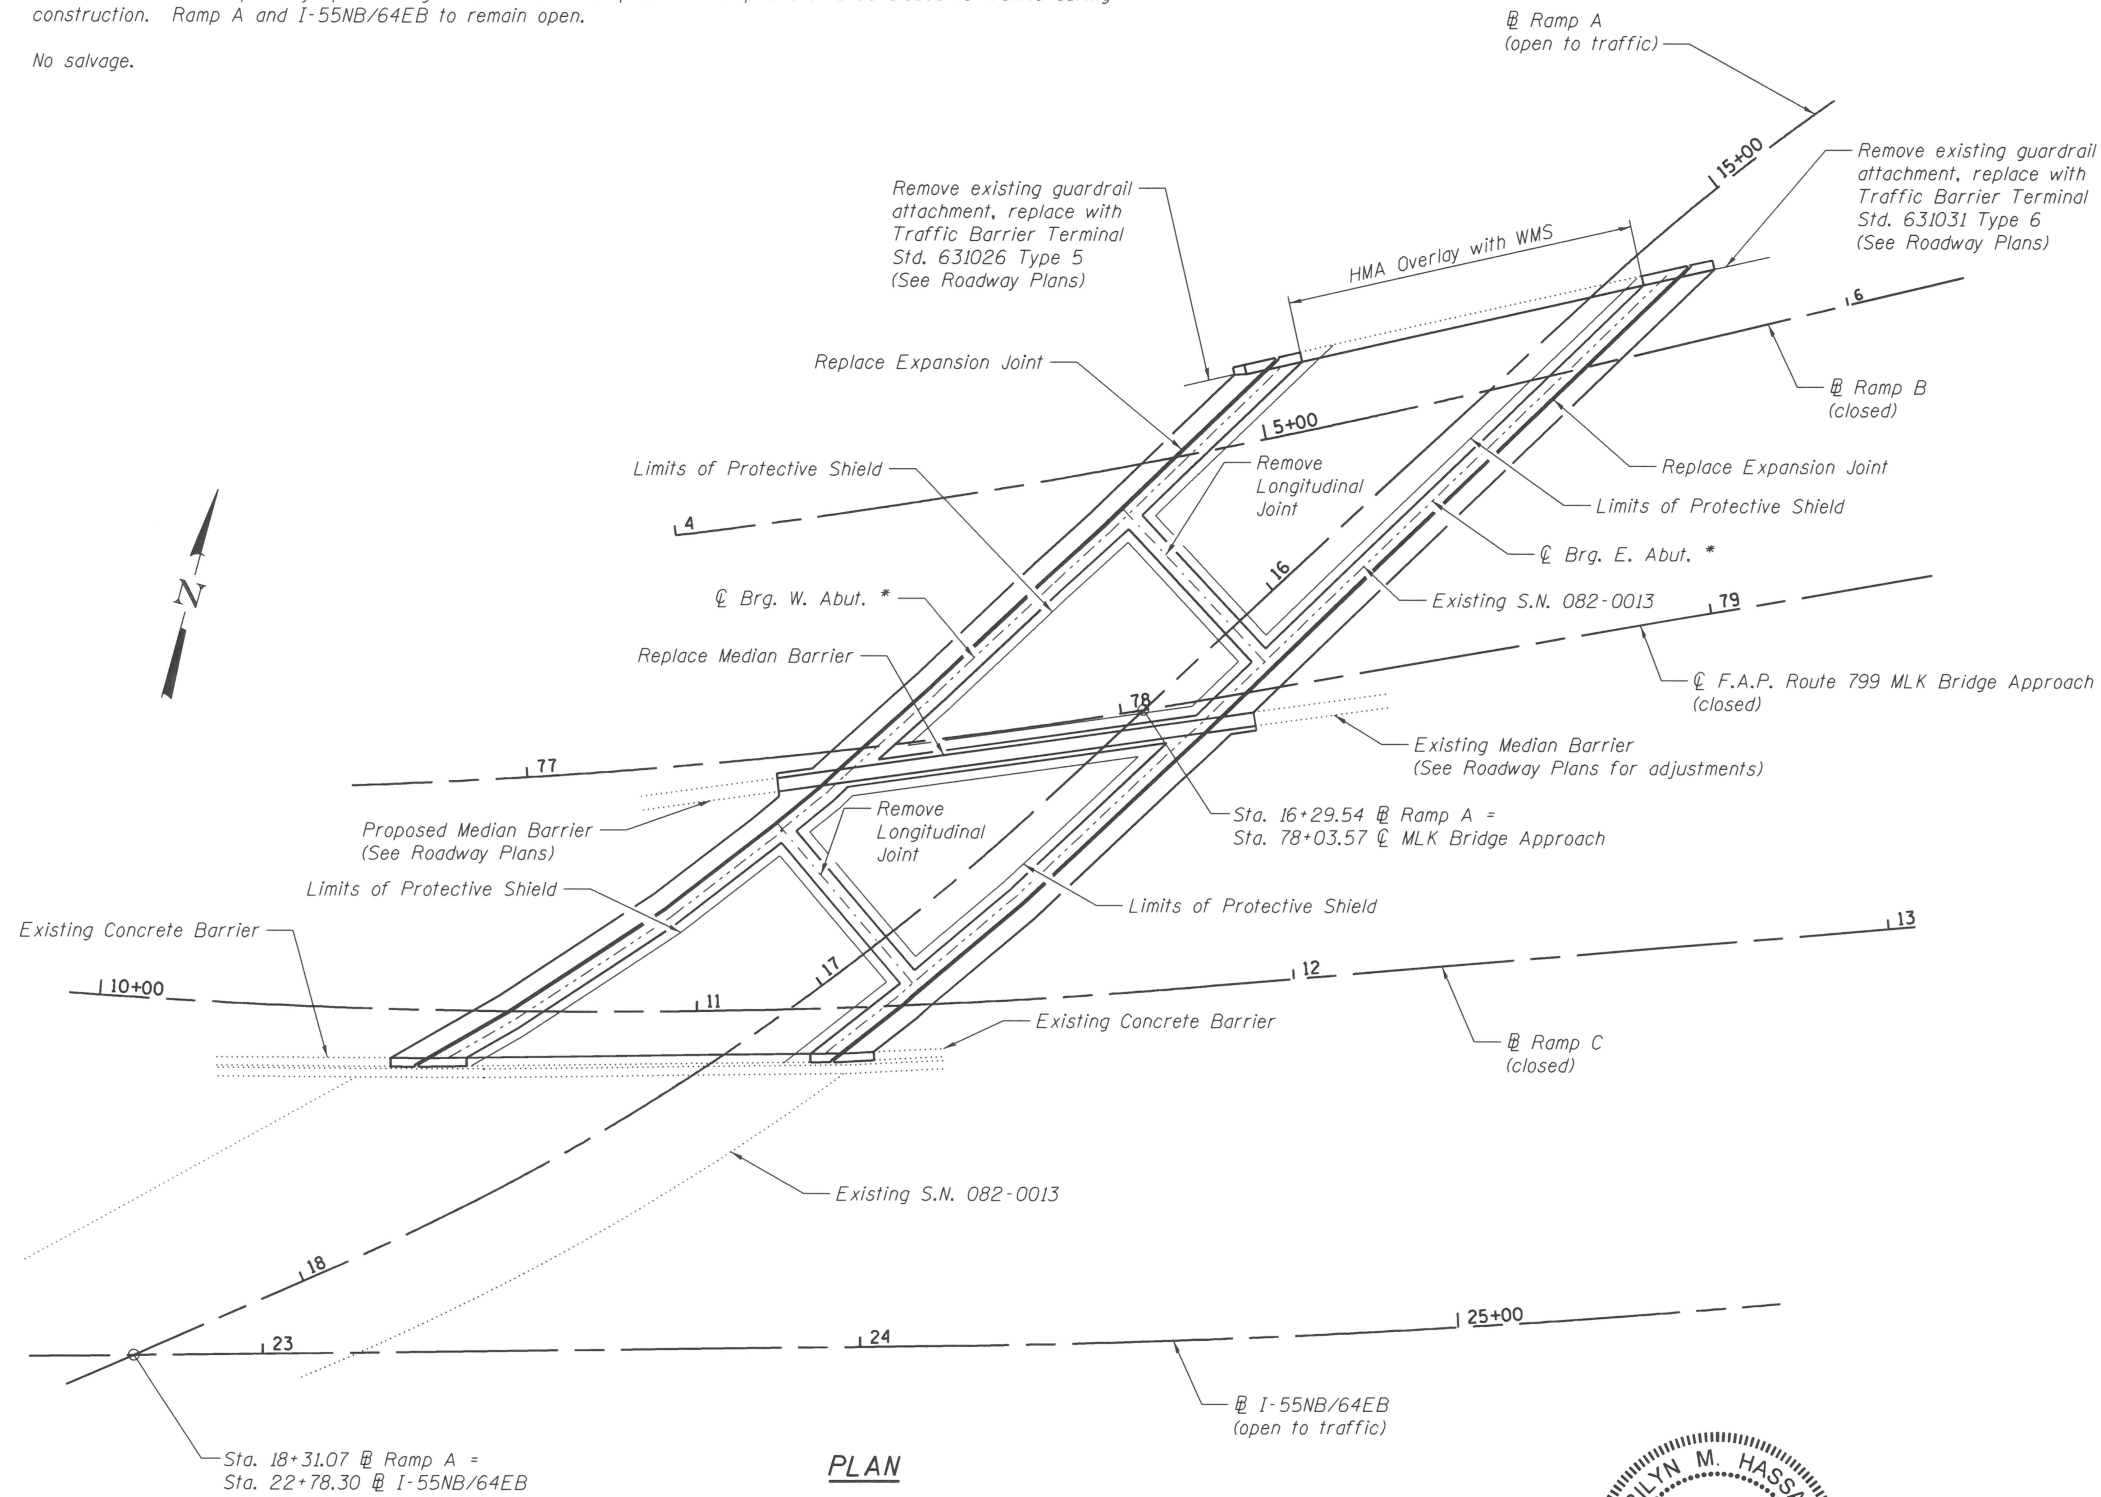 construction. Ramp A and I-55NB/64EB to remain open.
No salvage.
℄ Ramp A
(open to traffic)
15+00
Remove existing guardrail
attachment, replace with
Traffic Barrier Terminal
Std. 631031 Type 6
(See Roadway Plans)
Remove existing guardrail
attachment, replace with
Traffic Barrier Terminal
Std. 631026 Type 5
(See Roadway Plans)
HMA Overlay with WMS
6
Replace Expansion Joint
℄ Ramp B
(closed)
5+00
Limits of Protective Shield
Remove
Longitudinal
Joint
Replace Expansion Joint
Limits of Protective Shield
4
℄ Brg. E. Abut. *
16
N
℄ Brg. W. Abut. *
Existing S.N. 082-0013
79
Replace Median Barrier
℄ F.A.P. Route 799 MLK Bridge Approach
(closed)
78
Existing Median Barrier
(See Roadway Plans for adjustments)
77
Remove
Longitudinal
Joint
Sta. 16+29.54 ℄ Ramp A =
Sta. 78+03.57 ℄ MLK Bridge Approach
Proposed Median Barrier
(See Roadway Plans)
Limits of Protective Shield
Limits of Protective Shield
Existing Concrete Barrier
13
17
12
10+00
11
Existing Concrete Barrier
℄ Ramp C
(closed)
Existing S.N. 082-0013
18
23
24
25+00
℄ I-55NB/64EB
(open to traffic)
Sta. 18+31.07 ℄ Ramp A =
Sta. 22+78.30 ℄ I-55NB/64EB
PLAN
M.